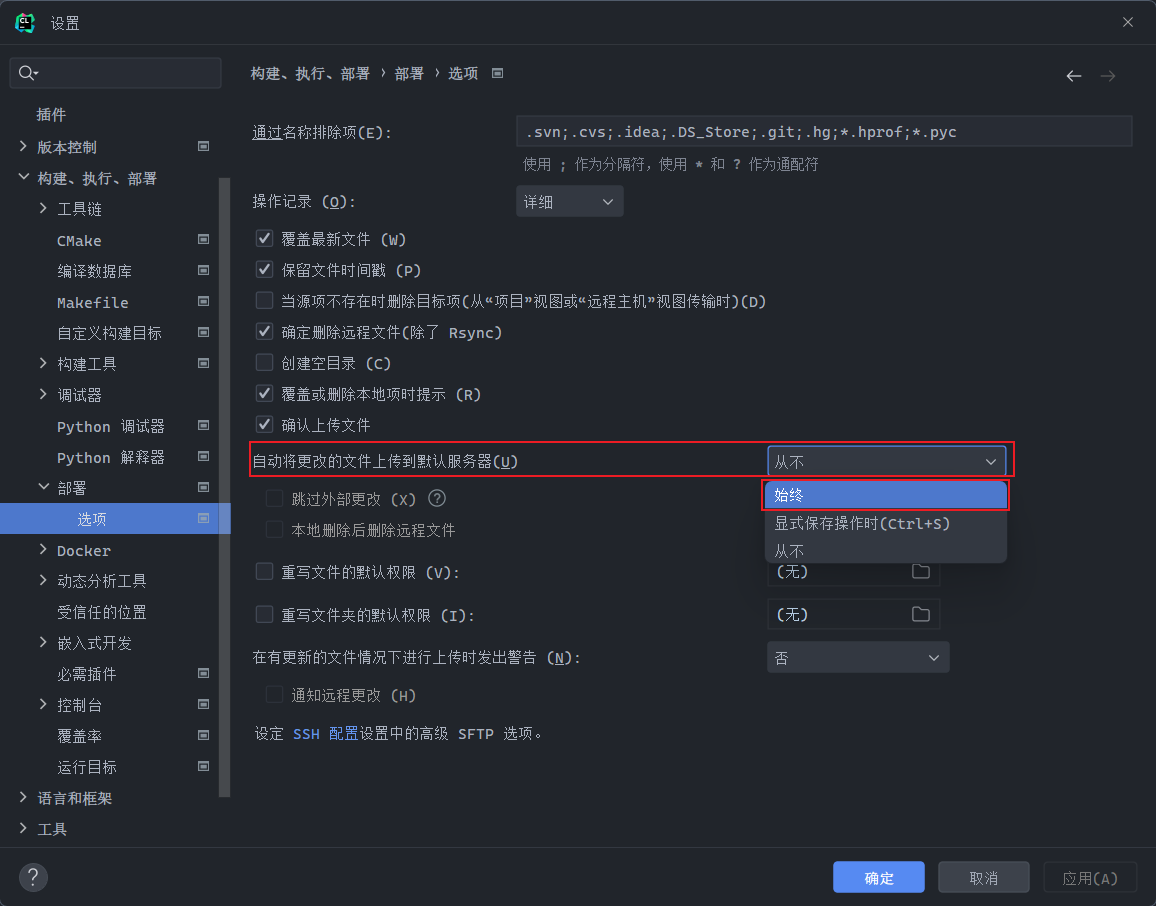 CL
设置
构建、执行、部署 › 部署 › 选项
插件
版本控制
构建、执行、部署
工具链
CMake
编译数据库
Makefile
自定义构建目标
构建工具
调试器
Python 调试器
Python 解释器
部署
选项
Docker
动态分析工具
受信任的位置
嵌入式开发
必需插件
控制台
覆盖率
运行目标
语言和框架
工具
通过名称排除项(E):
.svn;.cvs;.idea;.DS_Store;.git;.hg;*.hprof;*.pyc
使用 ; 作为分隔符，使用 * 和 ? 作为通配符
操作记录 (O): 详细
覆盖最新文件 (W)
保留文件时间戳 (P)
当源项不存在时删除目标项(从“项目”视图或“远程主机”视图传输时)(D)
确定删除远程文件(除了 Rsync)
创建空目录 (C)
覆盖或删除本地项时提示 (R)
确认上传文件
自动将更改的文件上传到默认服务器(U) 从不
始终
显式保存操作时(Ctrl+S)
从不
跳过外部更改 (X) ?
本地删除后删除远程文件
重写文件的默认权限 (V): (无)
重写文件夹的默认权限 (I): (无)
在有更新的文件情况下进行上传时发出警告 (N): 否
通知远程更改 (H)
设定 SSH 配置设置中的高级 SFTP 选项。
? 确定 取消 应用(A)